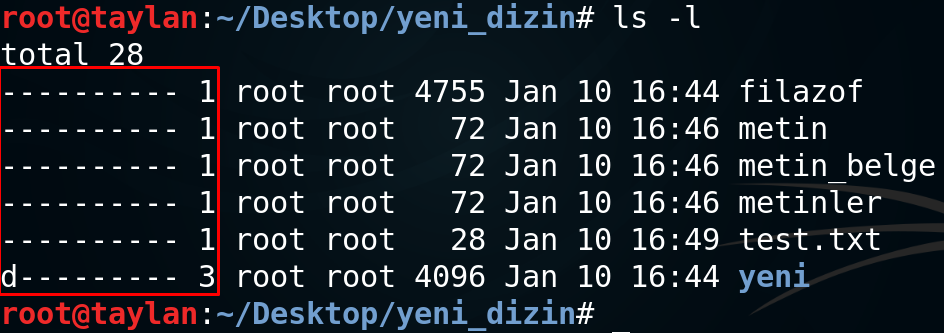 root@taylan:~/Desktop/yeni_dizin# ls -l
total 28
---------- 1 root root 4755 Jan 10 16:44 filazof
---------- 1 root root   72 Jan 10 16:46 metin
---------- 1 root root   72 Jan 10 16:46 metin_belge
---------- 1 root root   72 Jan 10 16:46 metinler
---------- 1 root root   28 Jan 10 16:49 test.txt
d--------- 3 root root 4096 Jan 10 16:44 yeni
root@taylan:~/Desktop/yeni_dizin#